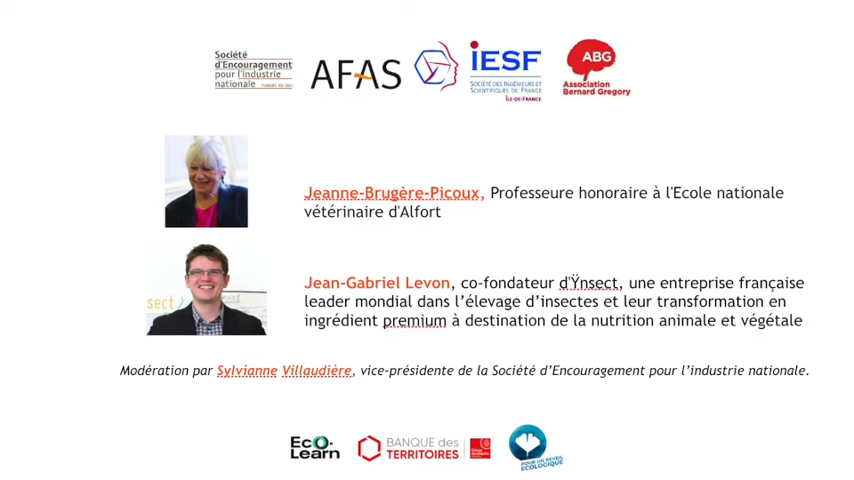 Société
d'Encouragement
pour l'industrie
nationale
AFAS
iESF
SOCIÉTÉ DES INGÉNIEURS ET
SCIENTIFIQUES DE FRANCE
ÎLE-DE-FRANCE
ABG
Association
Bernard Gregory
Jeanne-Brugère-Picoux, Professeure honoraire à l'Ecole nationale
vétérinaire d'Alfort
sect
Jean-Gabriel Levon, co-fondateur d'Ÿnsect, une entreprise française
leader mondial dans l’élevage d’insectes et leur transformation en
ingrédient premium à destination de la nutrition animale et végétale
Modération par Sylvianne Villaudière, vice-présidente de la Société d’Encouragement pour l’industrie nationale.
Eco-
Learn
BANQUE des
TERRITOIRES
POUR UN RÉVEIL
ÉCOLOGIQUE